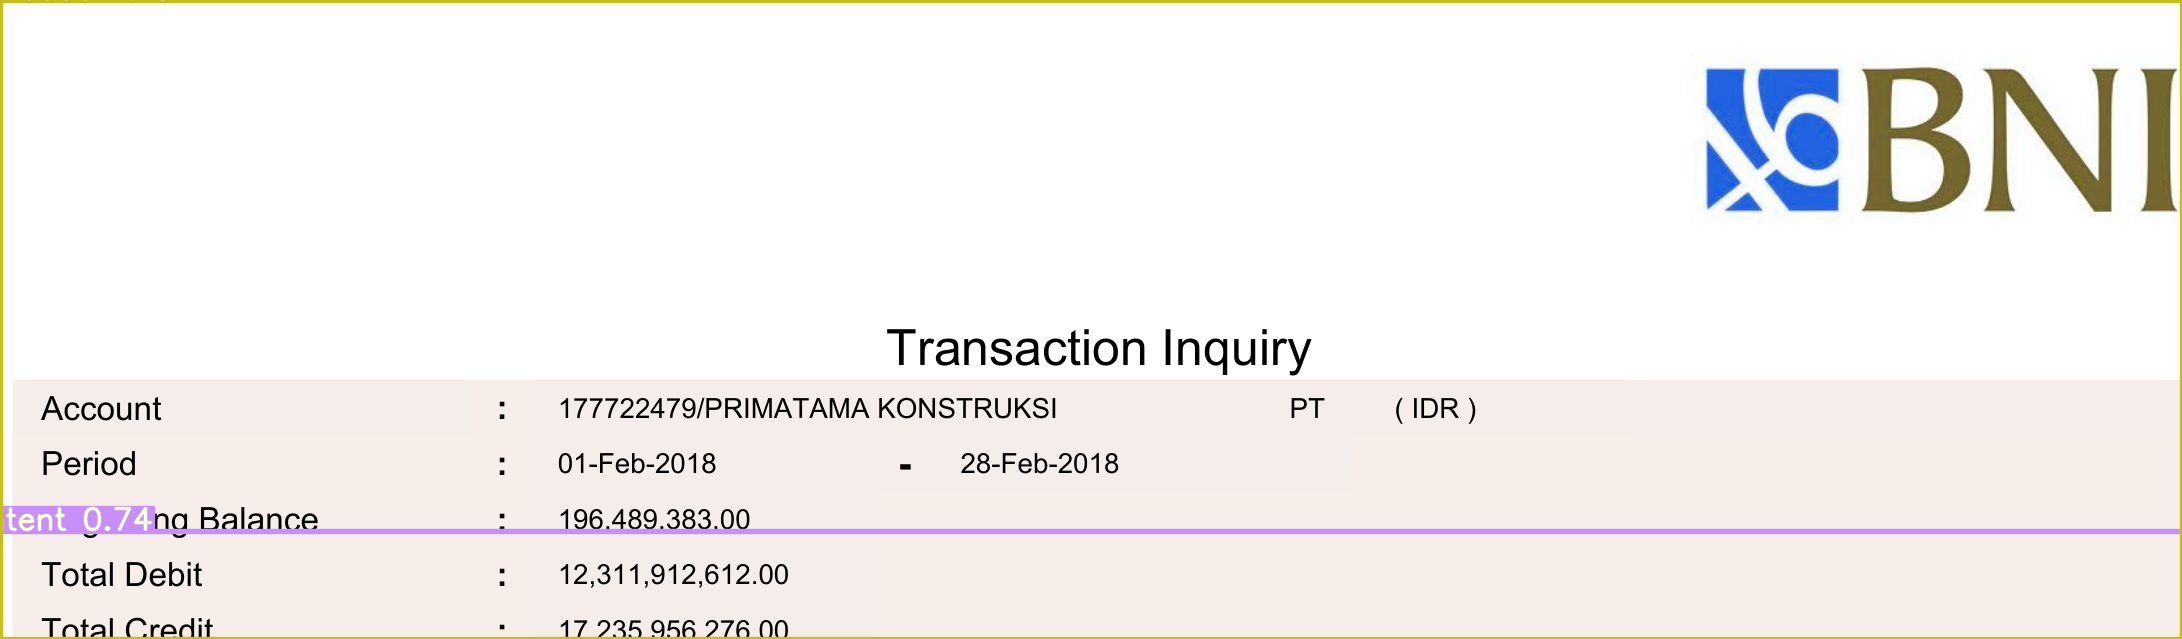 BNI
Transaction Inquiry
Account : 177722479/PRIMATAMA KONSTRUKSI PT ( IDR )
Period : 01-Feb-2018 - 28-Feb-2018
tent 0.74ng Balance : 196,489,383.00
Total Debit : 12,311,912,612.00
Total Credit : 17,235,956,276.00